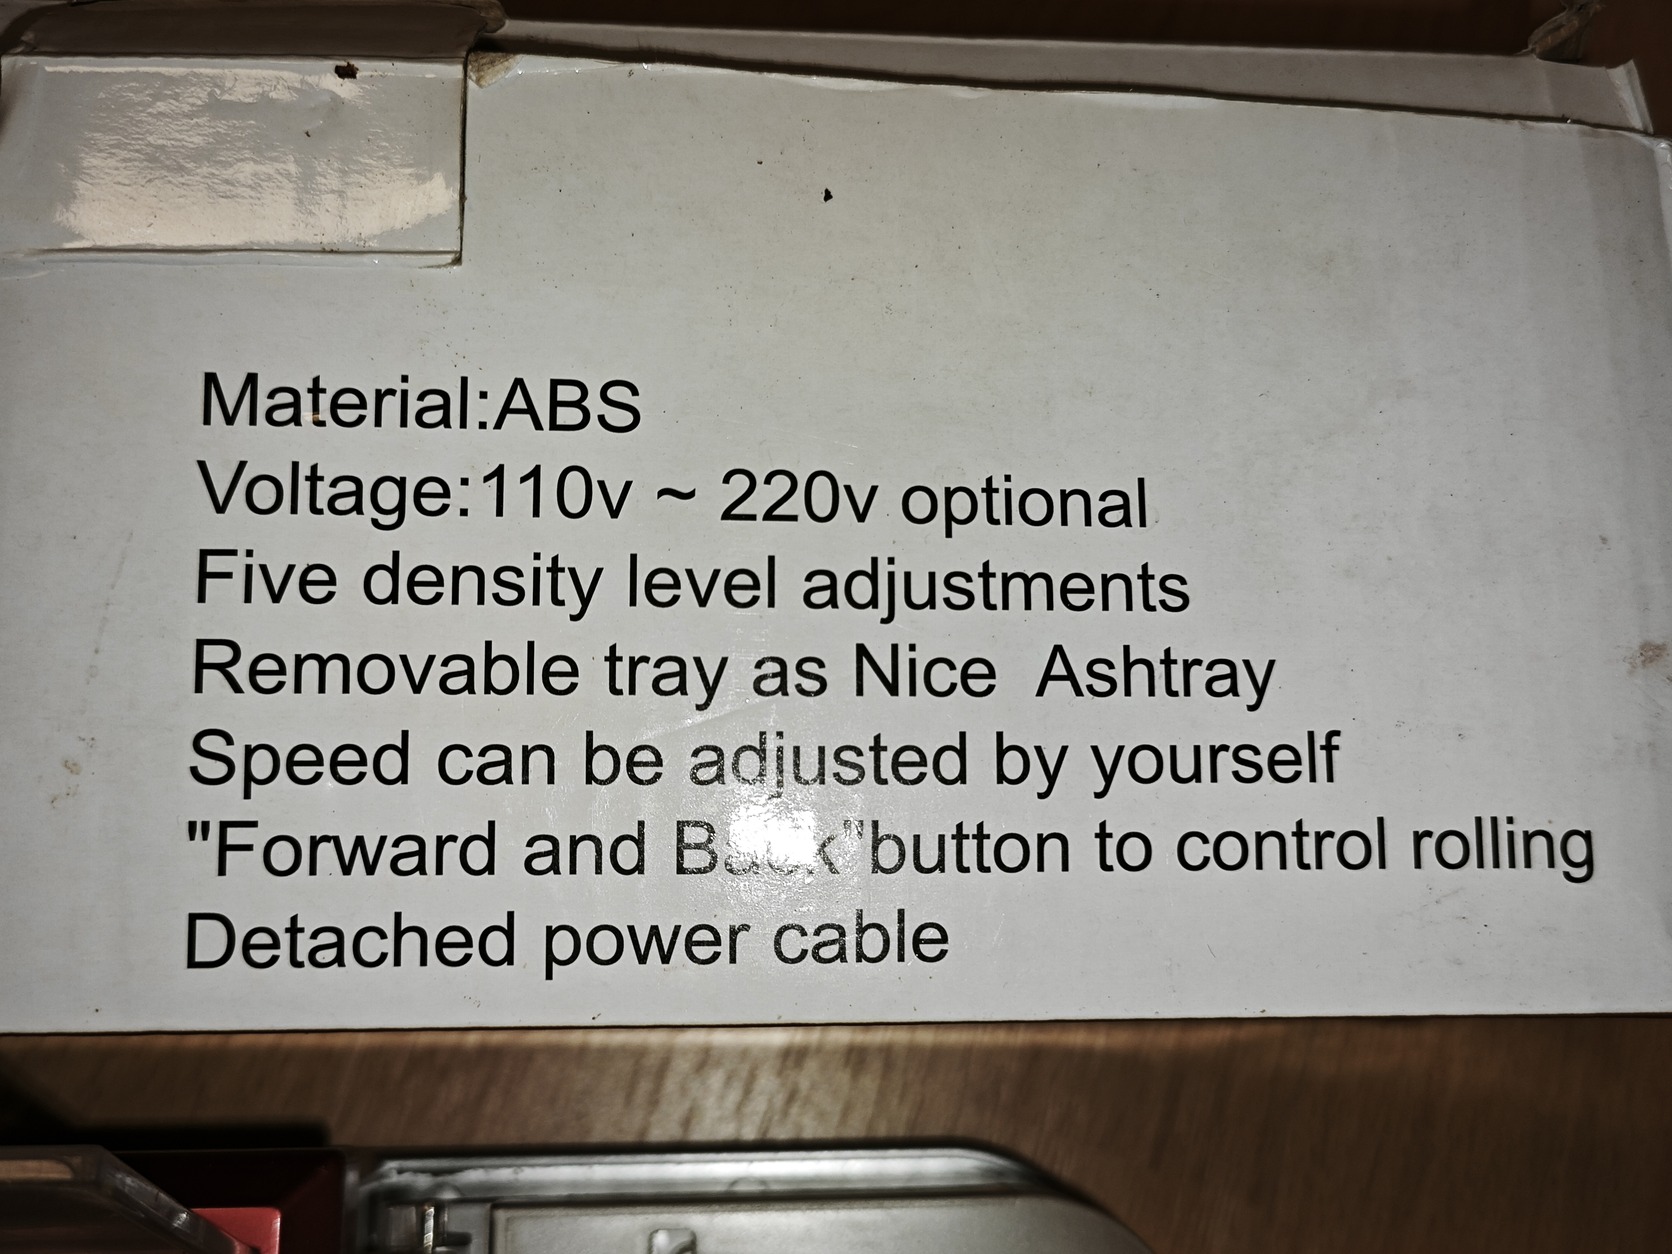 Material:ABS
Voltage:110v ~ 220v optional
Five density level adjustments
Removable tray as Nice Ashtray
Speed can be adjusted by yourself
"Forward and Back"button to control rolling
Detached power cable